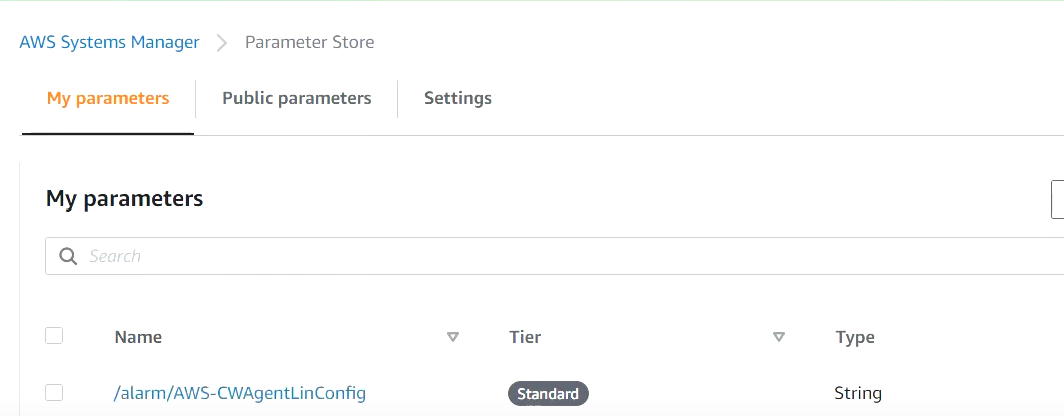 AWS Systems Manager > Parameter Store
My parameters Public parameters Settings
My parameters
Search
Name Tier Type
/alarm/AWS-CWAgentLinConfig Standard String